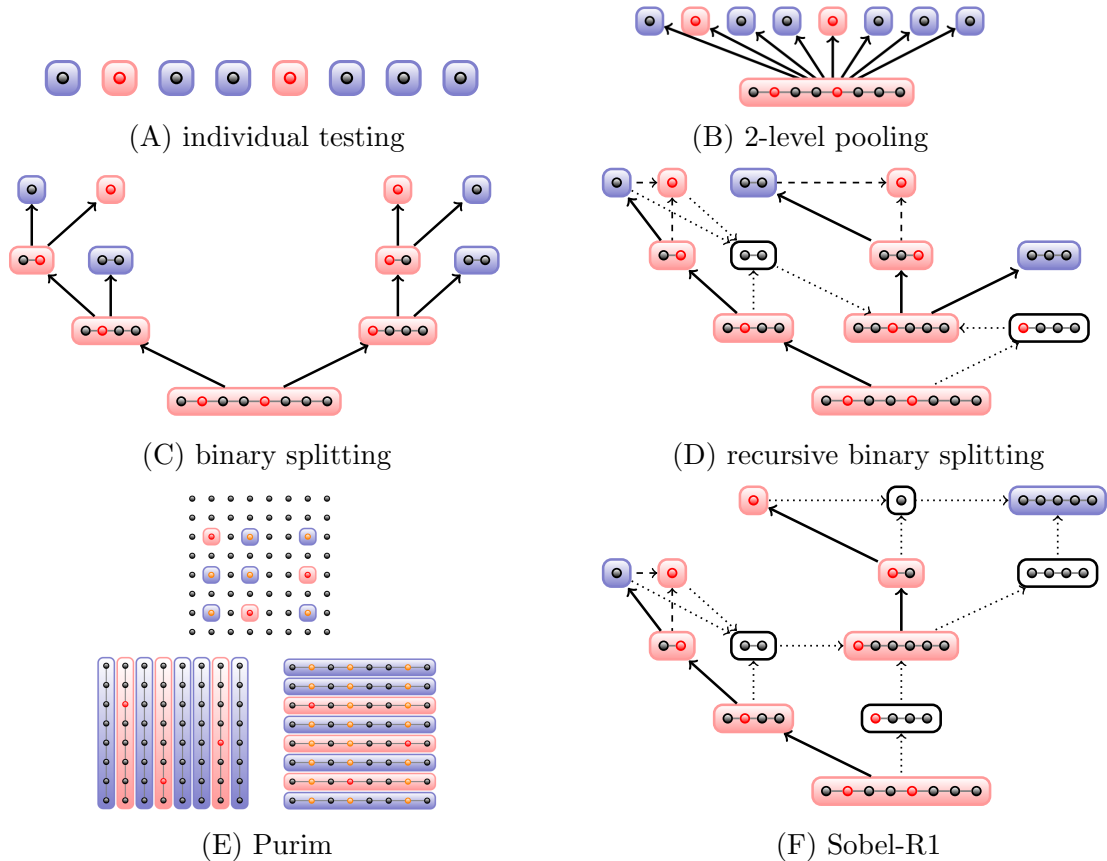 (A) individual testing
(B) 2-level pooling
(C) binary splitting
(D) recursive binary splitting
(E) Purim
(F) Sobel-R1